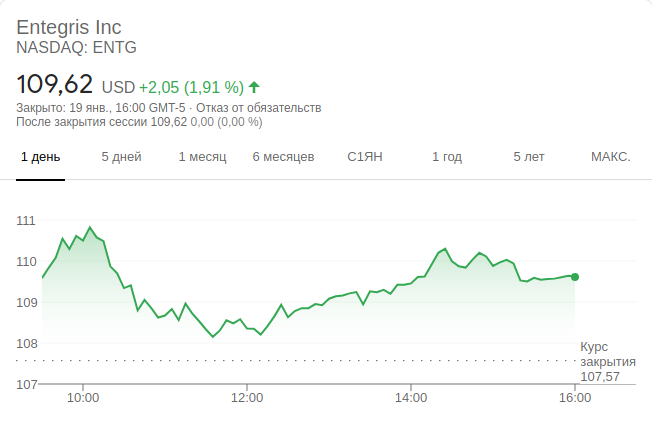 Entegris Inc
NASDAQ: ENTG
109,62 USD +2,05 (1,91 %)
Закрыто: 19 янв., 16:00 GMT-5 · Отказ от обязательств
После закрытия сессии 109,62 0,00 (0,00 %)
1 день 5 дней 1 месяц 6 месяцев С1ЯН 1 год 5 лет МАКС.
111
110
109
108
107
Курс
закрытия
107,57
10:00 12:00 14:00 16:00